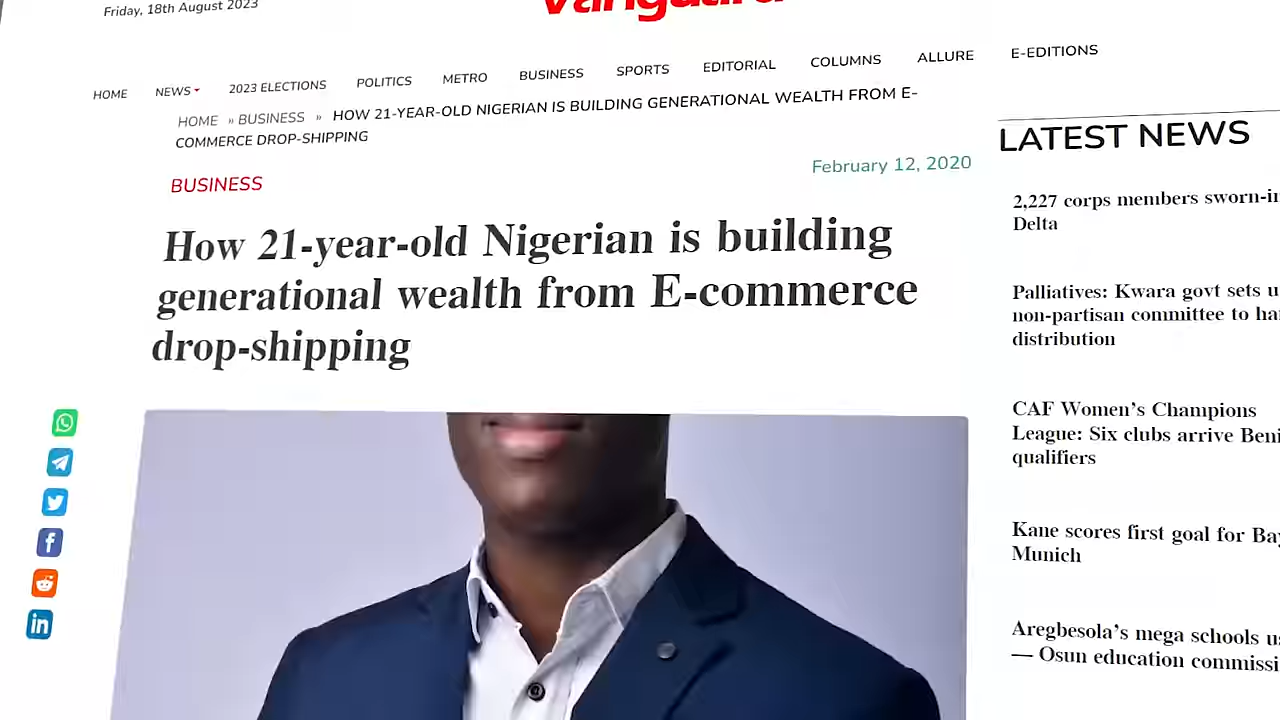 Friday, 18th August 2023
HOME NEWS 2023 ELECTIONS POLITICS METRO BUSINESS SPORTS EDITORIAL COLUMNS ALLURE E-EDITIONS
HOME » BUSINESS » HOW 21-YEAR-OLD NIGERIAN IS BUILDING GENERATIONAL WEALTH FROM E-
COMMERCE DROP-SHIPPING
BUSINESS
February 12, 2020
How 21-year-old Nigerian is building
generational wealth from E-commerce
drop-shipping
LATEST NEWS
2,227 corps members sworn-in
Delta
Palliatives: Kwara govt sets
non-partisan committee to
distribution
CAF Women's Champions
League: Six clubs arrive
qualifiers
Kane scores first goal for
Munich
Aregbesola's mega schools
— Osun education